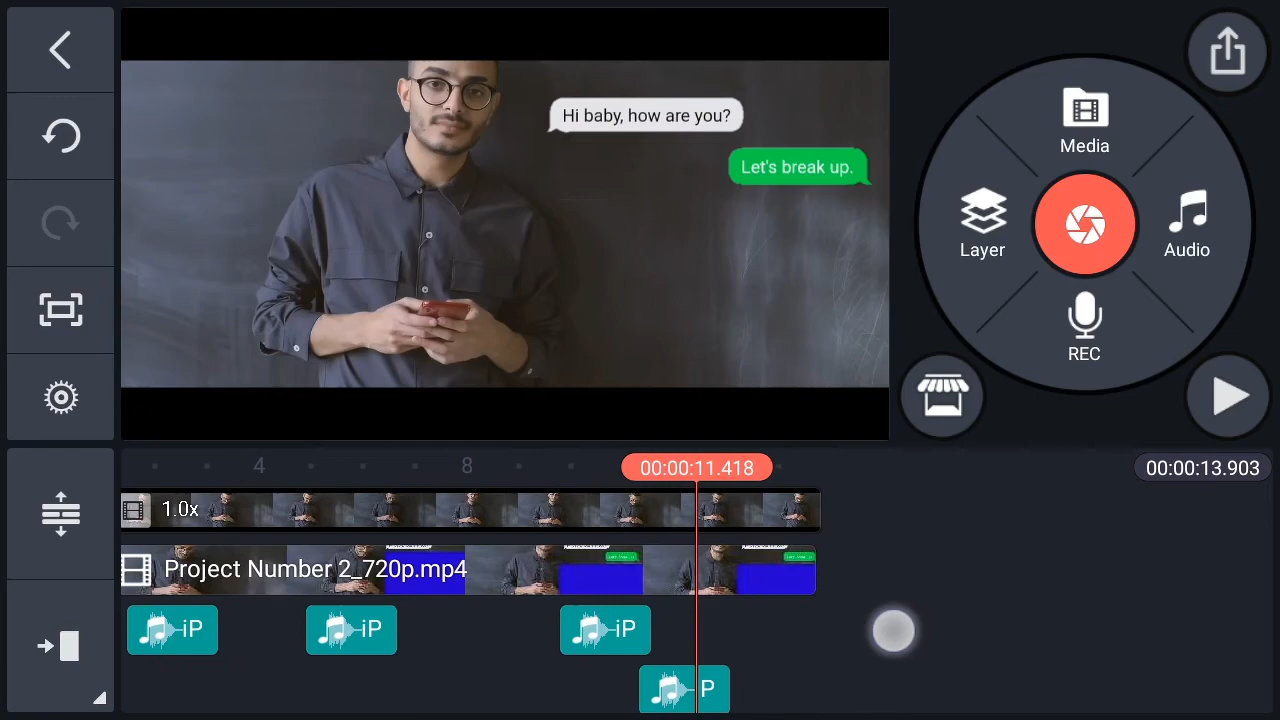 Hi baby, how are you?
Let's break up.
Media
Layer
Audio
REC
4
8
00:00:11.418
00:00:13.903
1.0x
Project Number 2_720p.mp4
iP
iP
iP
P